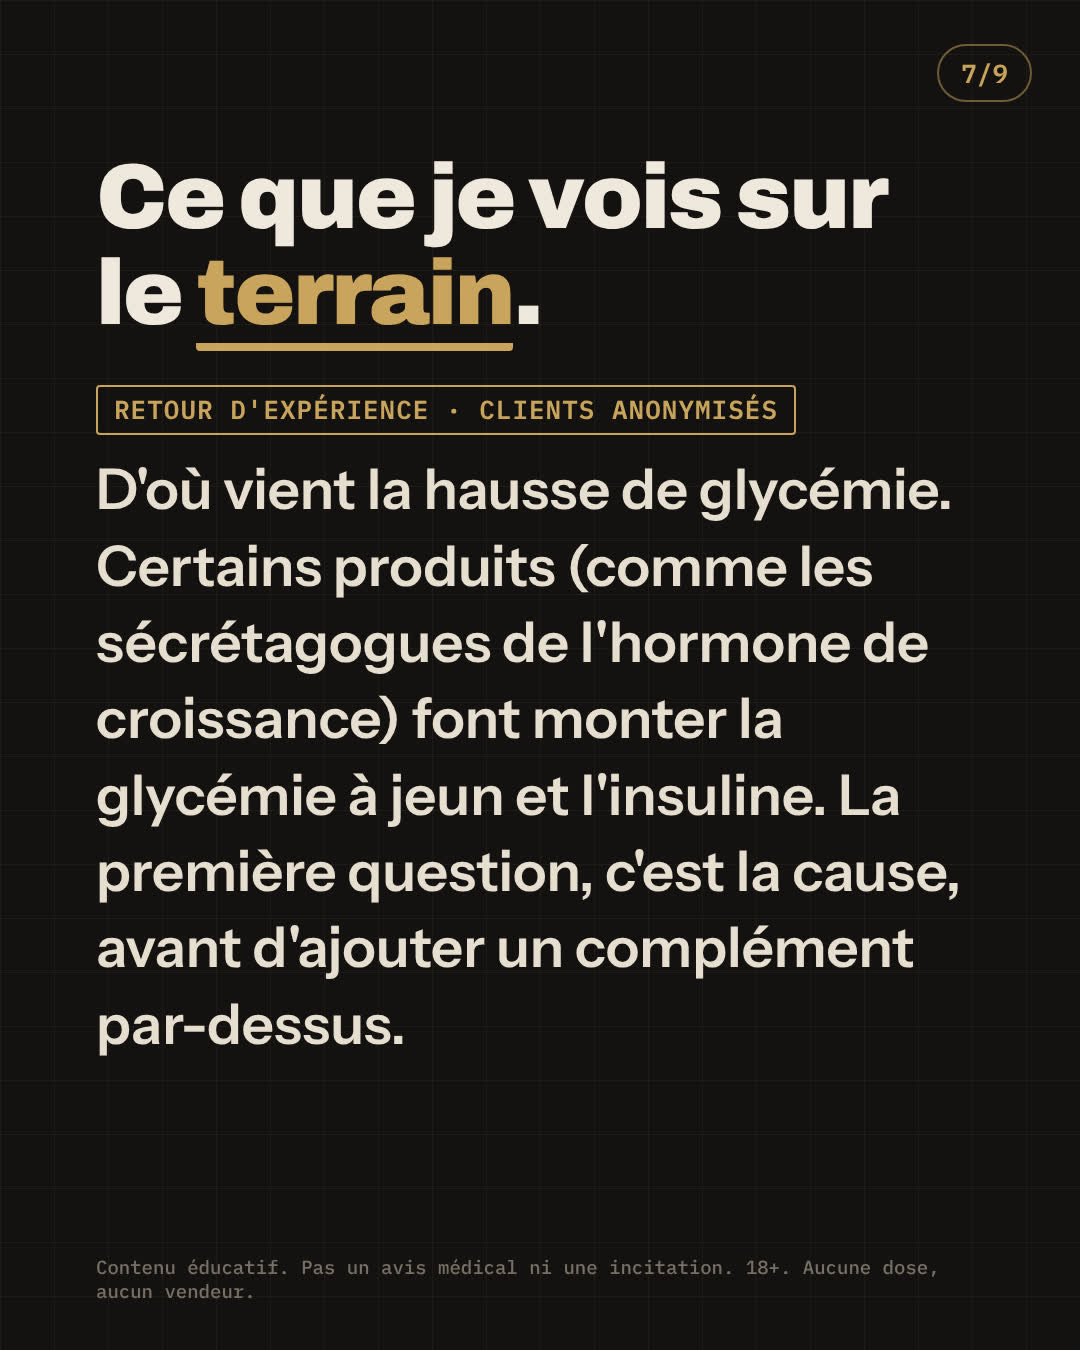 7/9
Ce que je vois sur
le terrain.
RETOUR D'EXPÉRIENCE · CLIENTS ANONYMISÉS
D'où vient la hausse de glycémie.
Certains produits (comme les
sécrétagogues de l'hormone de
croissance) font monter la
glycémie à jeun et l'insuline. La
première question, c'est la cause,
avant d'ajouter un complément
par-dessus.
Contenu éducatif. Pas un avis médical ni une incitation. 18+. Aucune dose,
aucun vendeur.